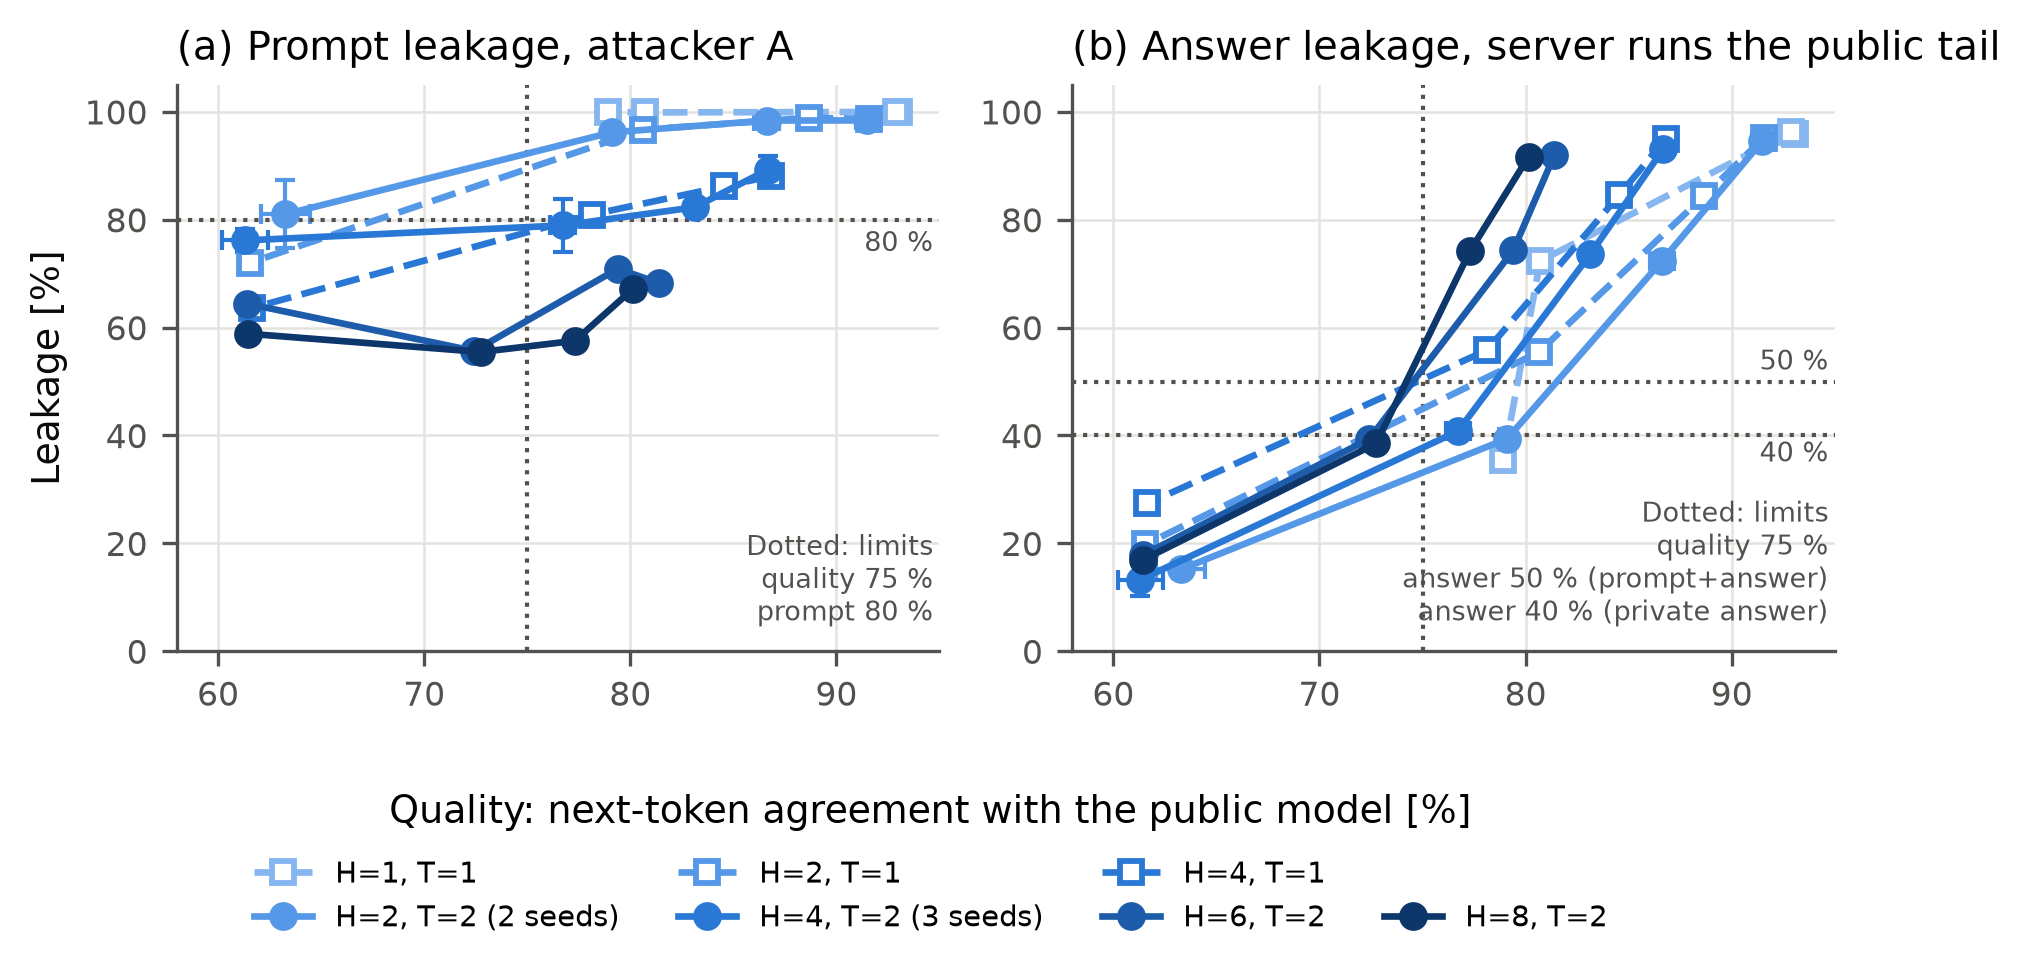 (a) Prompt leakage, attacker A
(b) Answer leakage, server runs the public tail
Leakage [%]
100
80
60
40
20
0
60
70
80
90
80 %
Dotted: limits
quality 75 %
prompt 80 %
100
80
60
40
20
0
60
70
80
90
50 %
40 %
Dotted: limits
quality 75 %
answer 50 % (prompt+answer)
answer 40 % (private answer)
Quality: next-token agreement with the public model [%]
H=1, T=1
H=2, T=1
H=4, T=1
H=2, T=2 (2 seeds)
H=4, T=2 (3 seeds)
H=6, T=2
H=8, T=2